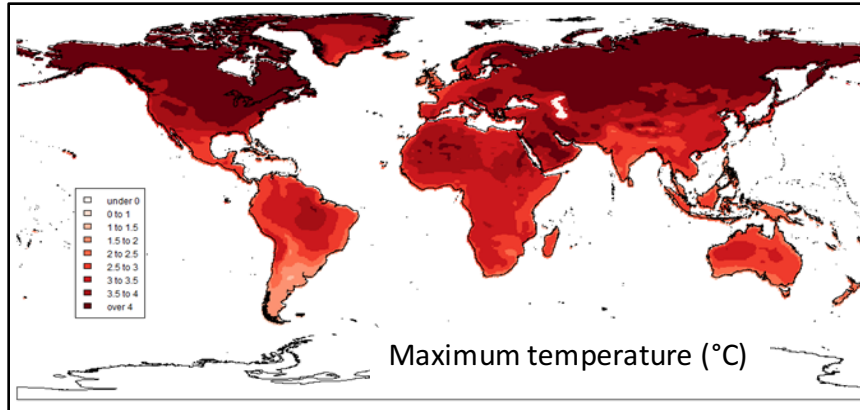 under 0
0 to 1
1 to 1.5
1.5 to 2
2 to 2.5
2.5 to 3
3 to 3.5
3.5 to 4
over 4
Maximum temperature (°C)